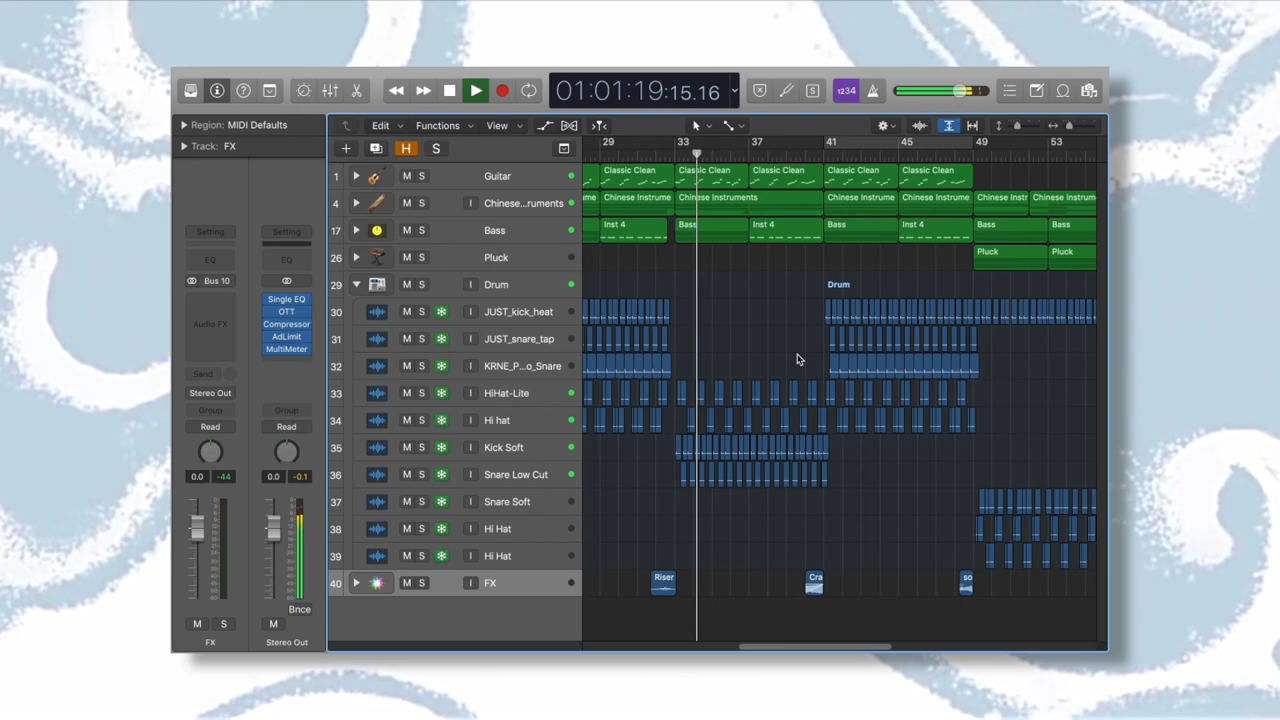 1234
01:01:19:15.16
Region: MIDI Defaults
Track: FX
Edit Functions View
H S
29 33 37 41 45 49 53
1 M S Guitar
Classic Clean Classic Clean Classic Clean Classic Clean Classic Clean
4 M S I Chinese...ruments
Chinese Instrume Chinese Instruments Chinese Instrume Chinese Instrume Chinese Instr Chinese Instrume
17 M S I Bass
Inst 4 Bass Inst 4 Bass Inst 4 Bass Bass
26 M S Pluck
Pluck Pluck
29 M S I Drum
Drum
30 M S I JUST_kick_heat
31 M S I JUST_snare_tap
32 M S I KRNE_P...o_Snare
33 M S I HiHat-Lite
34 M S I Hi hat
35 M S I Kick Soft
36 M S I Snare Low Cut
37 M S I Snare Soft
38 M S I Hi Hat
39 M S I Hi Hat
40 M S I FX
Riser Cra so
Setting Setting
EQ EQ
Bus 10
Single EQ
OTT
Audio FX Compressor
AdLimit
MultiMeter
Send
Stereo Out
Group Group
Read Read
0.0 -44 0.0 -0.1
Bnce
M S M
FX Stereo Out